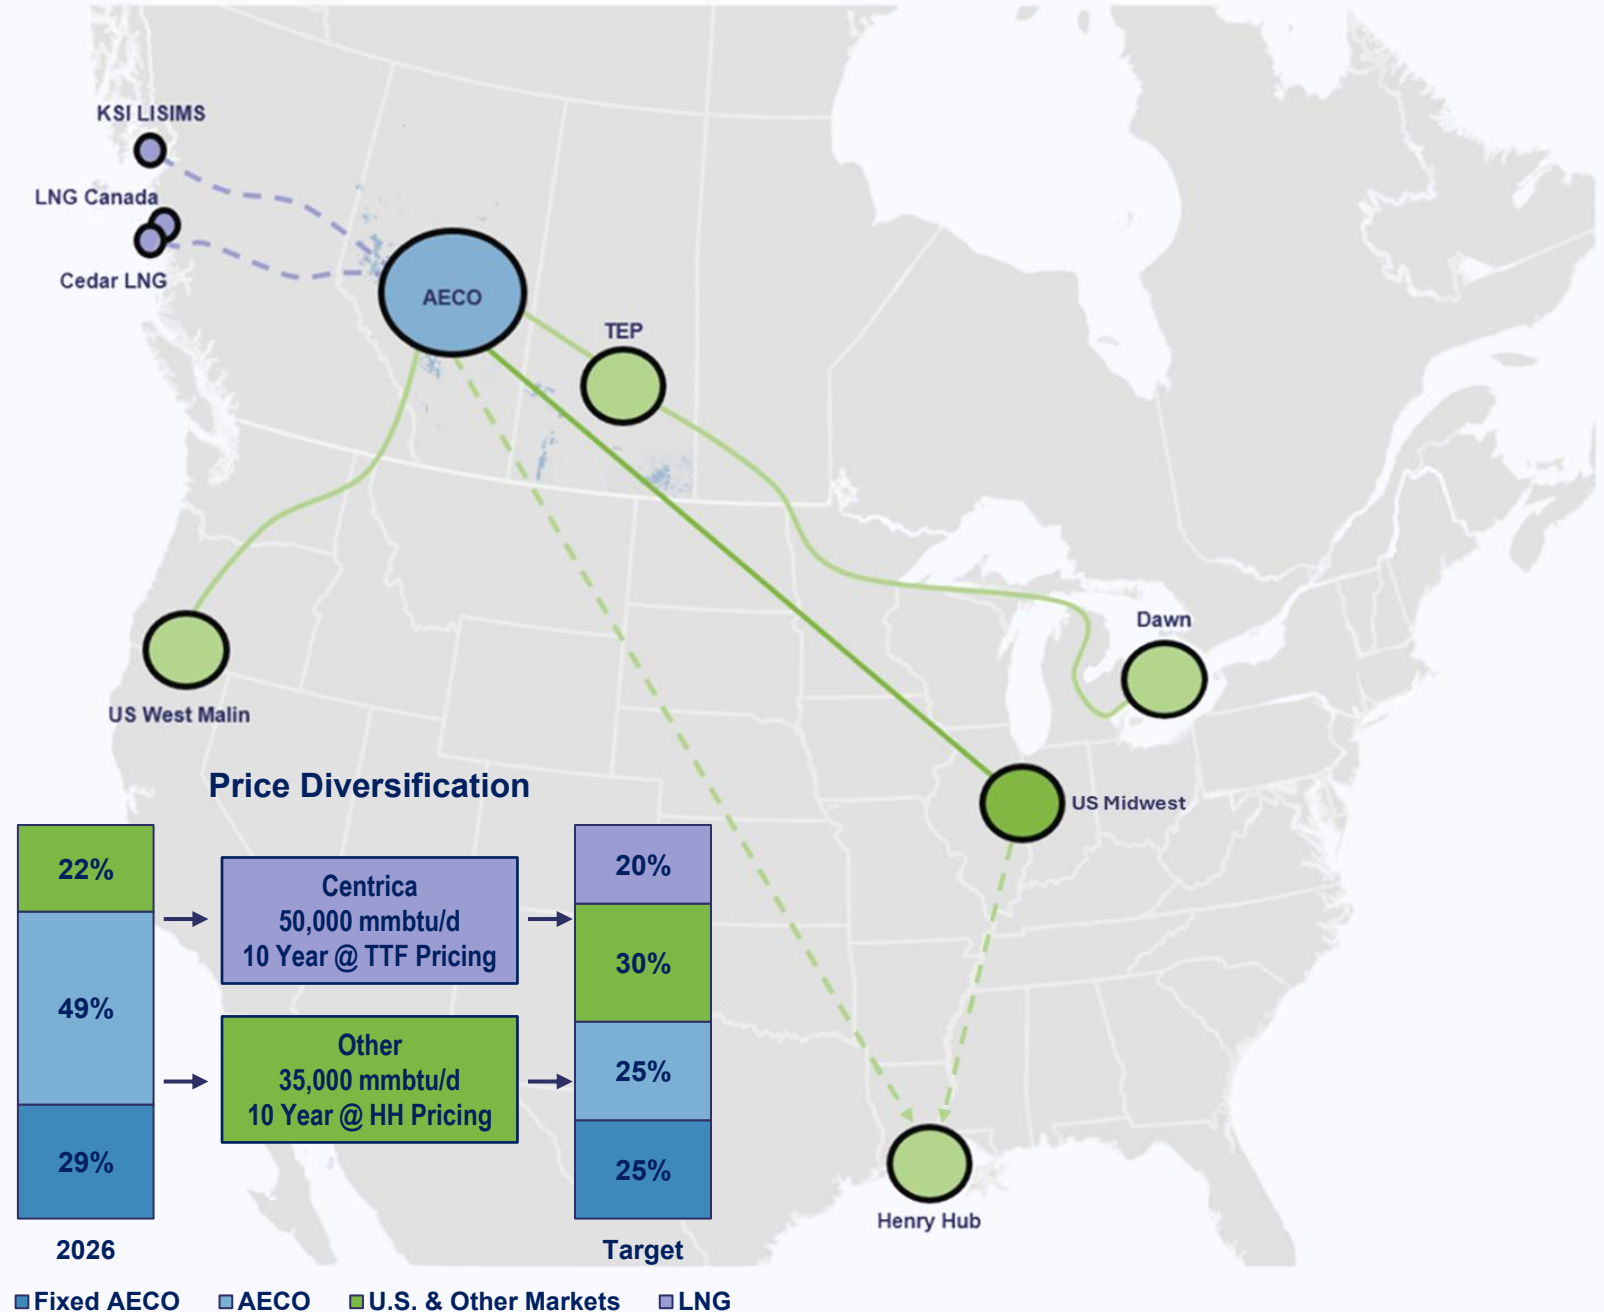 KSI LISIMS
LNG Canada
Cedar LNG
AECO
TEP
Dawn
US West Malin
US Midwest
Henry Hub
Price Diversification
22%
49%
29%
2026
Centrica
50,000 mmbtu/d
10 Year @ TTF Pricing
Other
35,000 mmbtu/d
10 Year @ HH Pricing
20%
30%
25%
25%
Target
Fixed AECO
AECO
U.S. & Other Markets
LNG